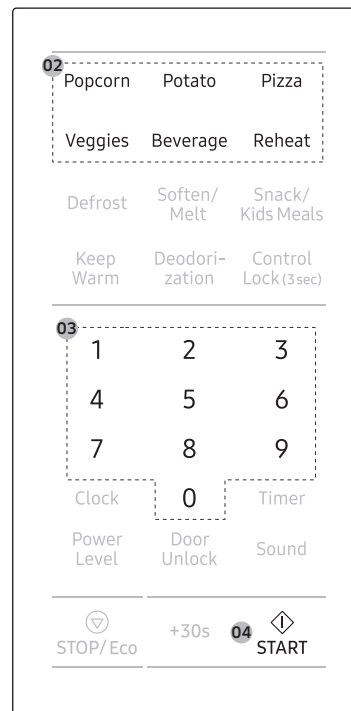 02
Popcorn Potato Pizza
Veggies Beverage Reheat
Defrost Soften/ Snack/
Melt Kids Meals
Keep Deodori- Control
Warm zation Lock (3 sec)
03
1 2 3
4 5 6
7 8 9
Clock 0 Timer
Power Door Sound
Level Unlock
STOP/Eco +30s 04 START